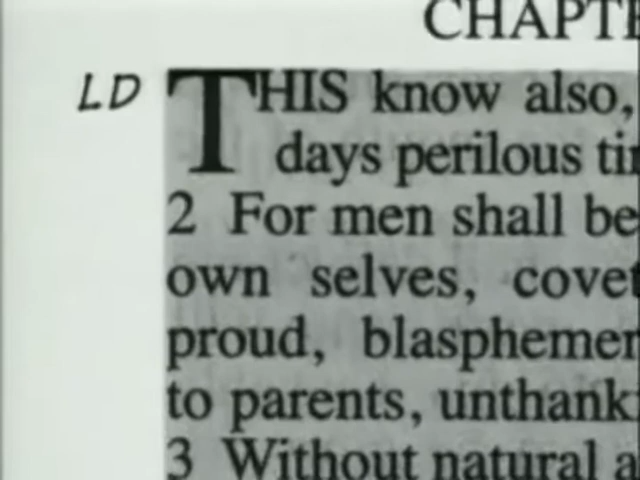 CHAPTE
LD
THIS know also,
days perilous ti
2 For men shall be
own selves, covet
proud, blasphemer
to parents, unthank
3 Without natural a